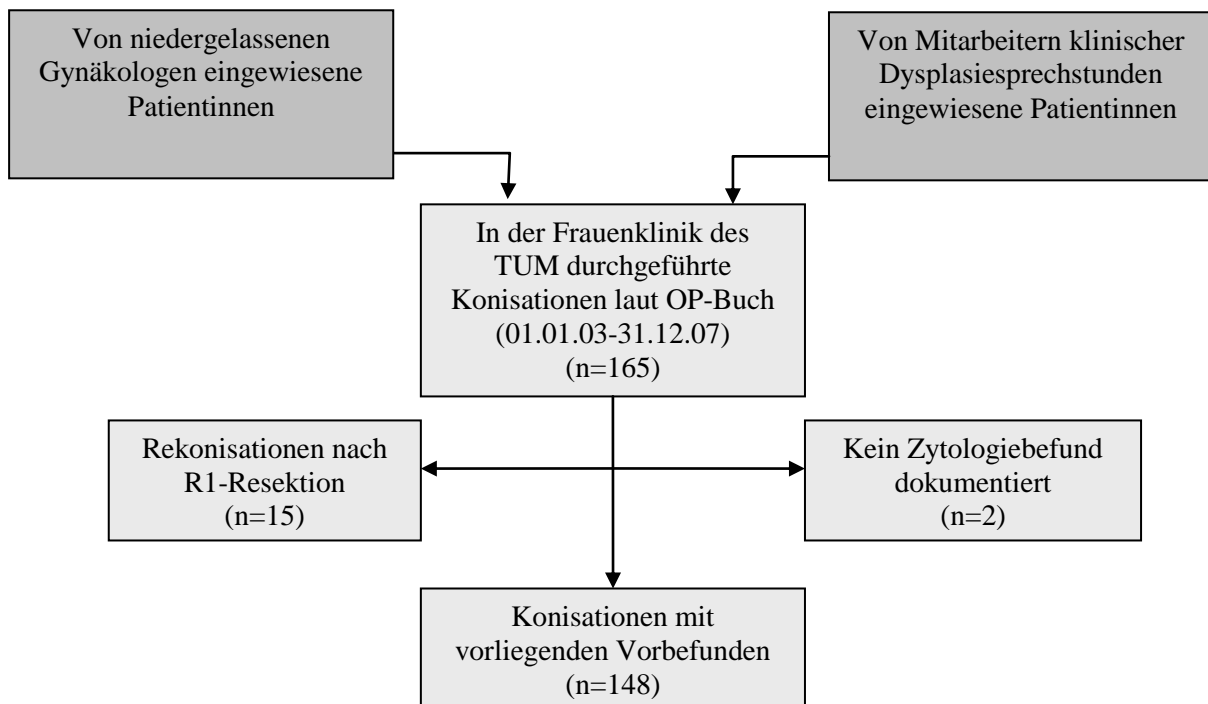 Von niedergelassenen
Gynäkologen eingewiesene
Patientinnen
Von Mitarbeitern klinischer
Dysplasiesprechstunden
eingewiesene Patientinnen
In der Frauenklinik des
TUM durchgeführte
Konisationen laut OP-Buch
(01.01.03-31.12.07)
(n=165)
Rekonisationen nach
R1-Resektion
(n=15)
Kein Zytologiebefund
dokumentiert
(n=2)
Konisationen mit
vorliegenden Vorbefunden
(n=148)